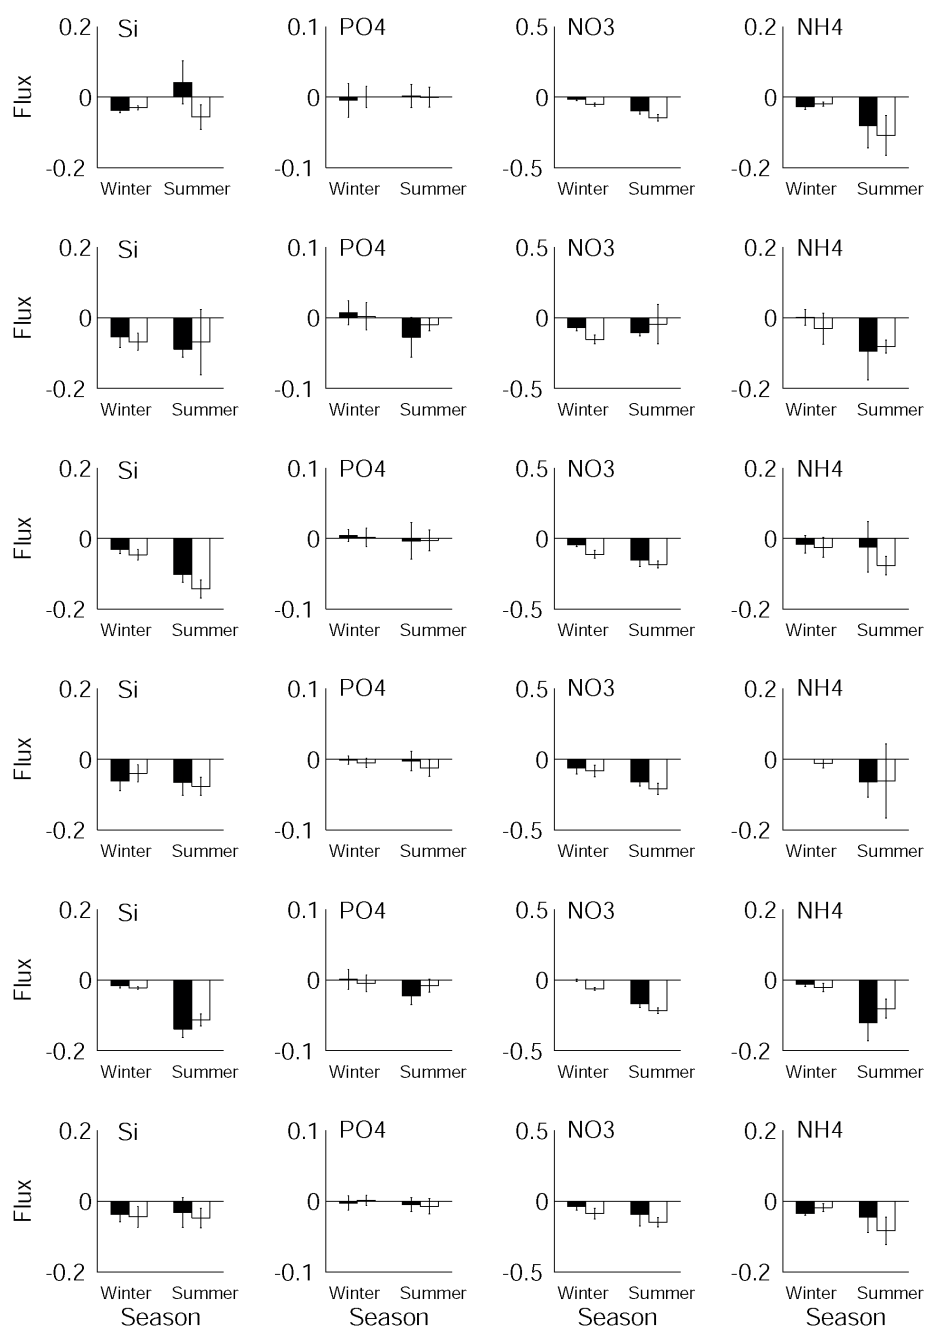 Si PO4 NO3 NH4
0.2 0.1 0.5 0.2
Flux
0 0 0 0
-0.2 -0.1 -0.5 -0.2
Winter Summer Winter Summer Winter Summer Winter Summer
Si PO4 NO3 NH4
0.2 0.1 0.5 0.2
Flux
0 0 0 0
-0.2 -0.1 -0.5 -0.2
Winter Summer Winter Summer Winter Summer Winter Summer
Si PO4 NO3 NH4
0.2 0.1 0.5 0.2
Flux
0 0 0 0
-0.2 -0.1 -0.5 -0.2
Winter Summer Winter Summer Winter Summer Winter Summer
Si PO4 NO3 NH4
0.2 0.1 0.5 0.2
Flux
0 0 0 0
-0.2 -0.1 -0.5 -0.2
Winter Summer Winter Summer Winter Summer Winter Summer
Si PO4 NO3 NH4
0.2 0.1 0.5 0.2
Flux
0 0 0 0
-0.2 -0.1 -0.5 -0.2
Winter Summer Winter Summer Winter Summer Winter Summer
Si PO4 NO3 NH4
0.2 0.1 0.5 0.2
Flux
0 0 0 0
-0.2 -0.1 -0.5 -0.2
Winter Summer Winter Summer Winter Summer Winter Summer
Season Season Season Season